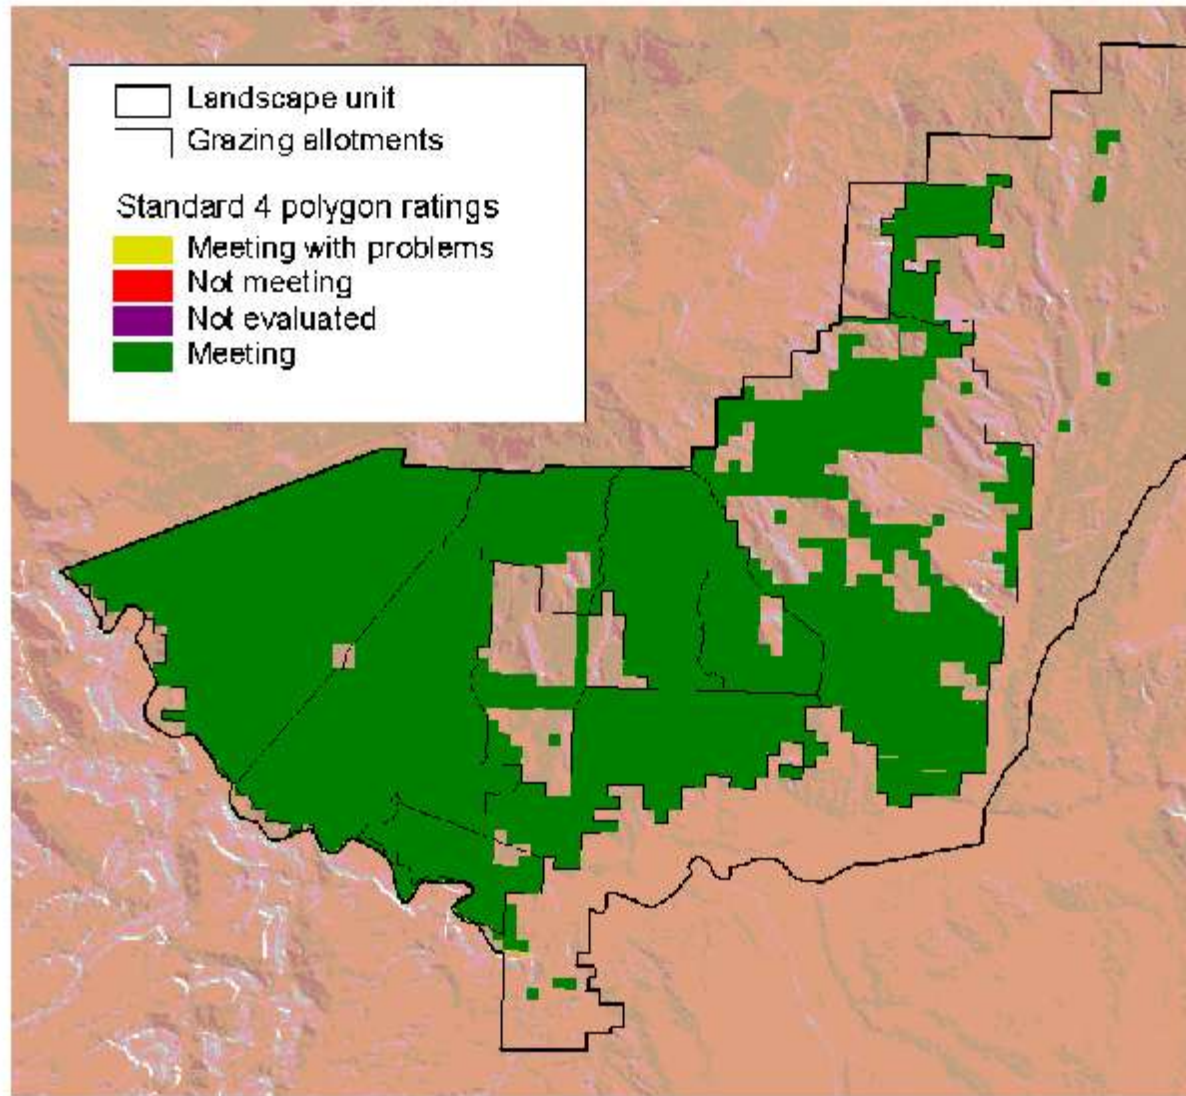 Landscape unit
Grazing allotments
Standard 4 polygon ratings
Meeting with problems
Not meeting
Not evaluated
Meeting